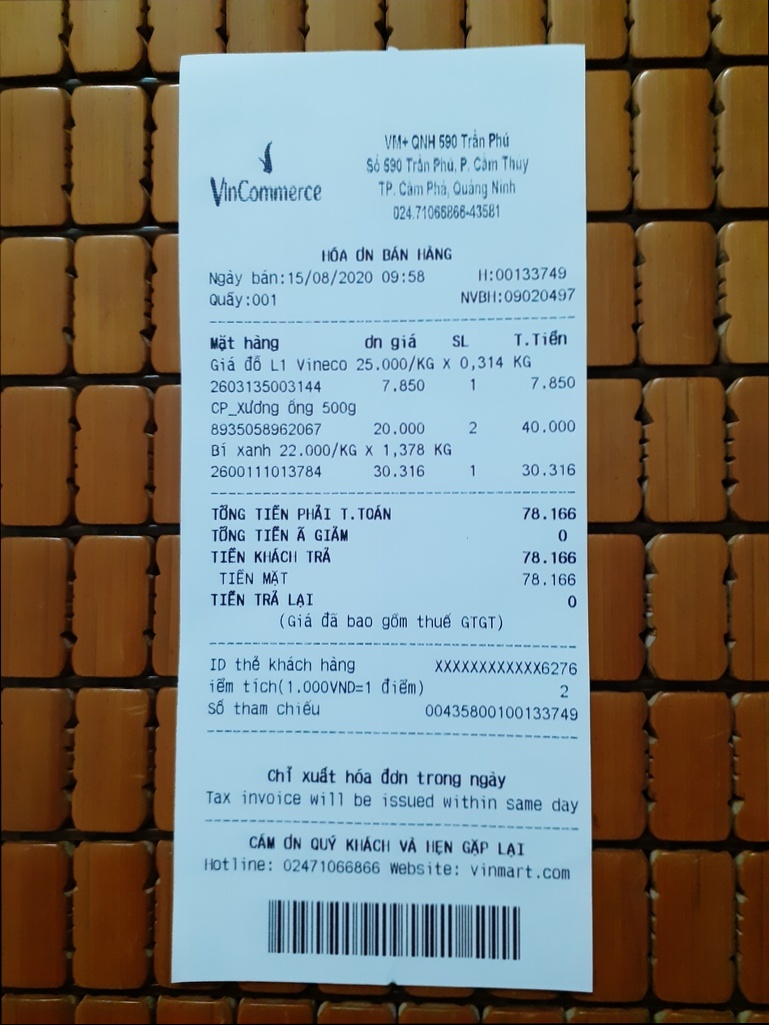 VinCommerce
VM+ QNH 590 Trần Phú
Số 590 Trần Phú, P. Cẩm Thủy
TP. Cẩm Phả, Quảng Ninh
024.71066866-43581
HÓA ƠN BÁN HÀNG
Ngày bán:15/08/2020 09:58 H:00133749
Quầy:001 NVBH:09020497
Mặt hàng ơn giá SL T.Tiền
Giá đỗ L1 Vineco 25.000/KG X 0,314 KG
2603135003144 7.850 1 7.850
CP_Xương ống 500g
8935058962067 20.000 2 40.000
Bí xanh 22.000/KG x 1,378 KG
2600111013784 30.316 1 30.316
TỔNG TIỀN PHẢI T.TOÁN 78.166
TỔNG TIỀN Ã GIẢM 0
TIỀN KHÁCH TRẢ 78.166
TIỀN MẶT 78.166
TIỀN TRẢ LẠI 0
(Giá đã bao gồm thuế GTGT)
ID thẻ khách hàng XXXXXXXXXXXX6276
iểm tích(1.000VND=1 điểm) 2
Số tham chiếu 00435800100133749
Chỉ xuất hóa đơn trong ngày
Tax invoice will be issued within same day
CẢM ƠN QUÝ KHÁCH VÀ HẸN GẶP LẠI
Hotline: 02471066866 Website: vinmart.com